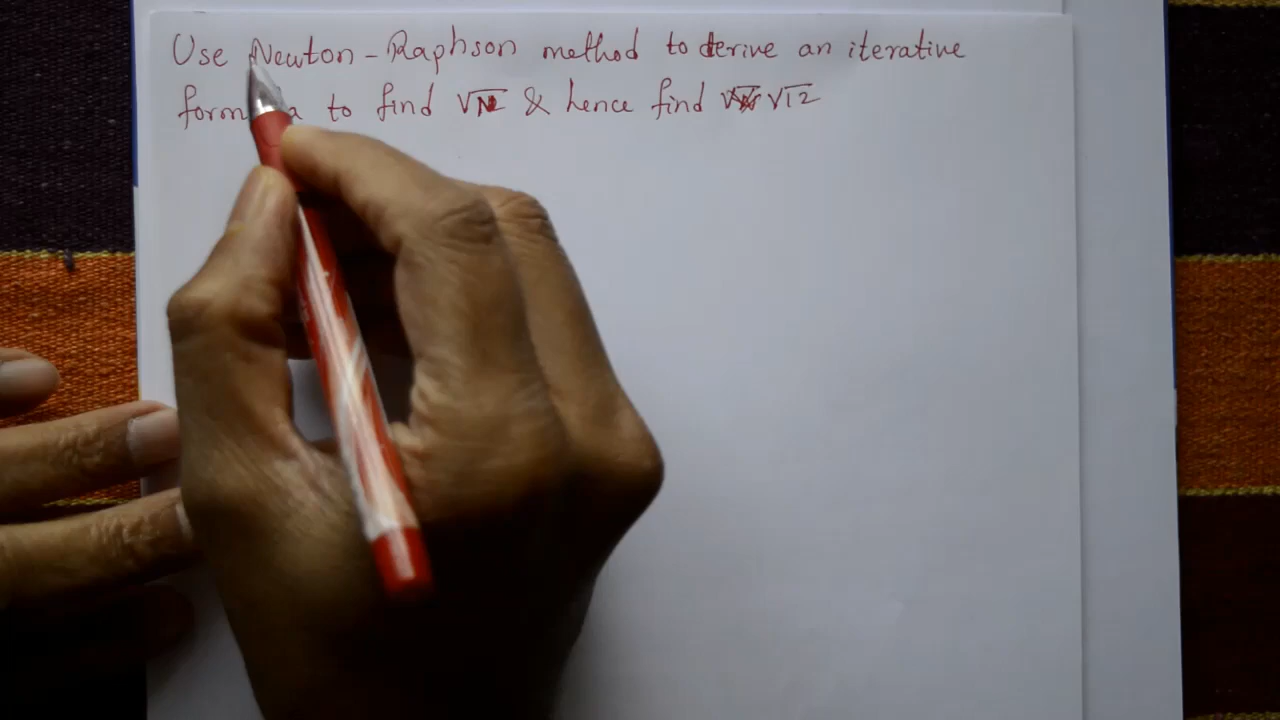 Use Newton-Raphson method to derive an iterative
to find √N & hence find √12